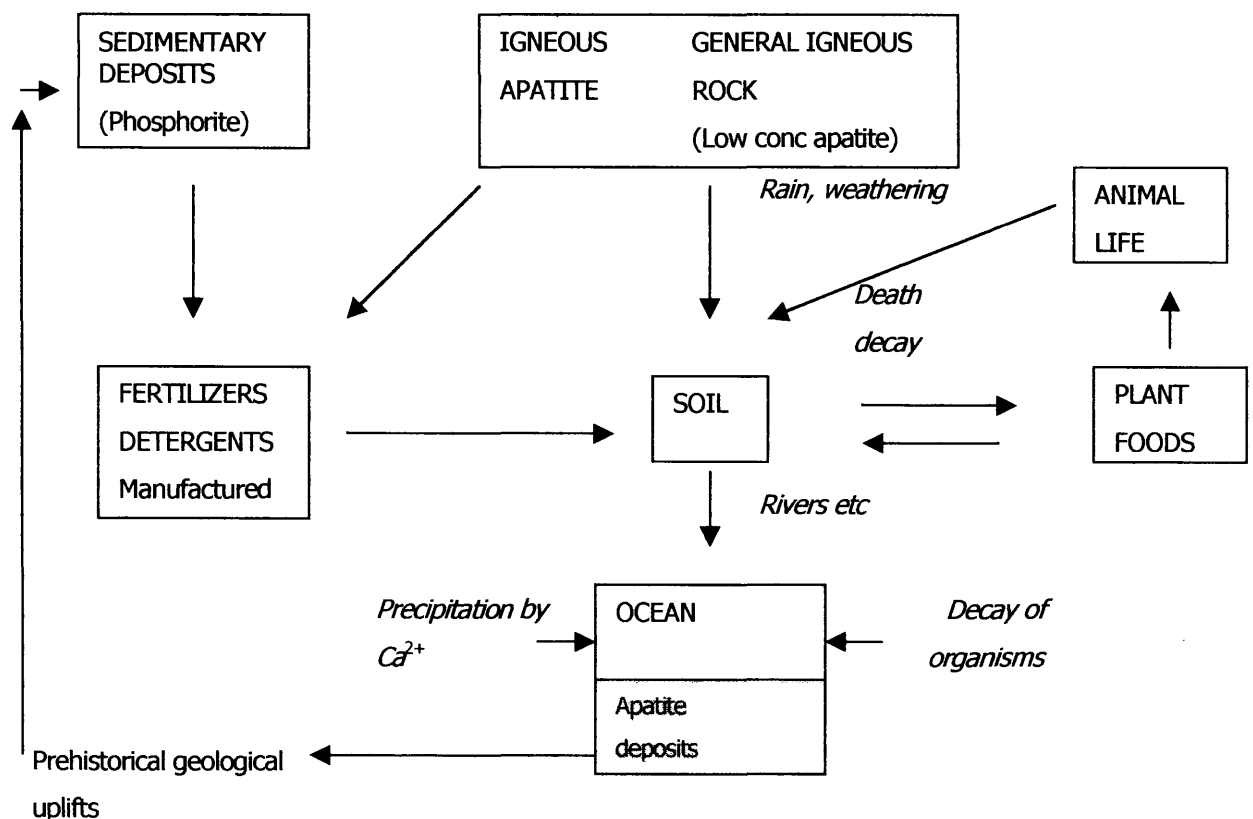 SEDIMENTARY
DEPOSITS
(Phosphorite)
IGNEOUS GENERAL IGNEOUS
APATITE ROCK
(Low conc apatite)
Rain, weathering
ANIMAL
LIFE
Death
decay
FERTILIZERS
DETERGENTS
Manufactured
SOIL
PLANT
FOODS
Rivers etc
Precipitation by
Ca²⁺
OCEAN
Decay of
organisms
Apatite
deposits
Prehistorical geological
uplifts